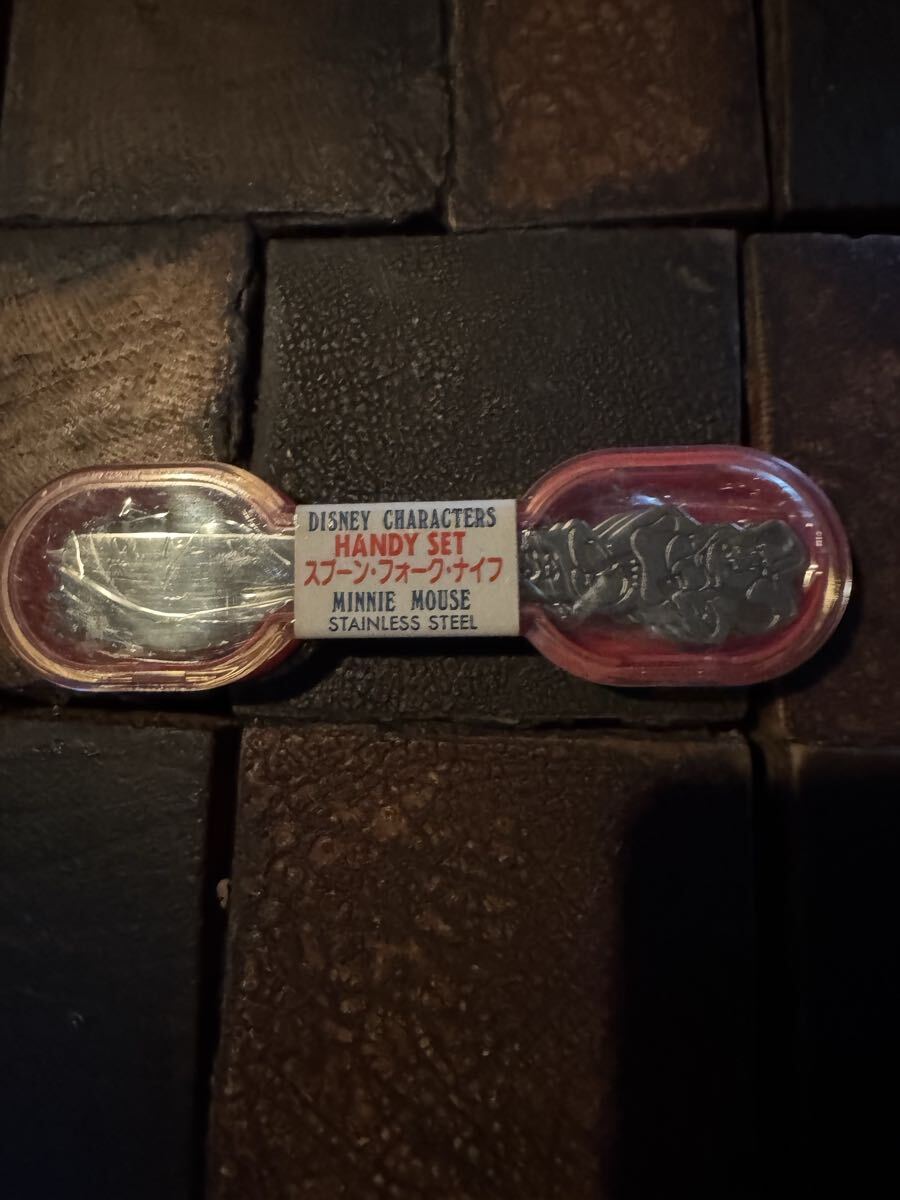 DISNEY CHARACTERS
HANDY SET
スプーン・フォーク・ナイフ
MINNIE MOUSE
STAINLESS STEEL